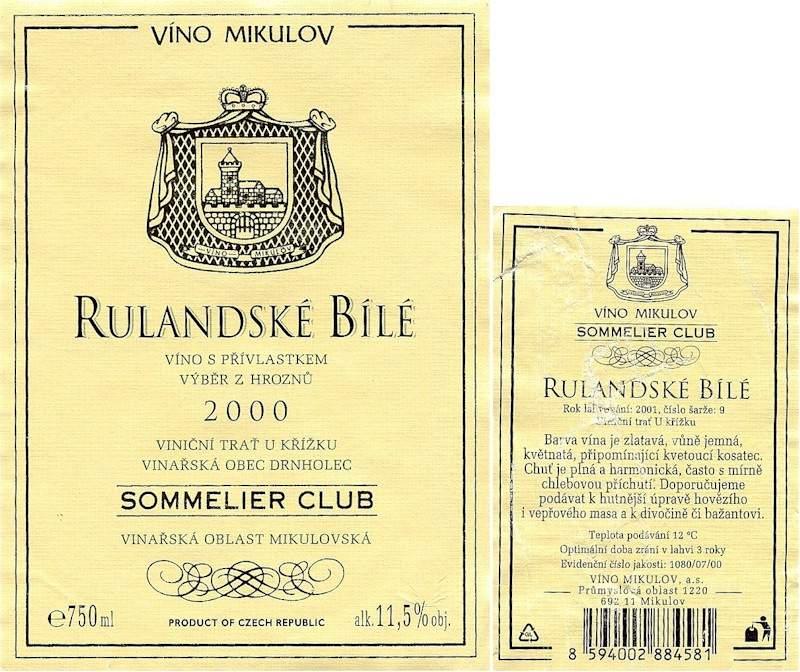 VÍNO MIKULOV
VÍNO MIKULOV
RULANDSKÉ BÍLÉ
VÍNO S PŘÍVLASTKEM
VÝBĚR Z HROZNŮ
2000
VINIČNÍ TRAŤ U KŘÍŽKU
VINAŘSKÁ OBEC DRNHOLEC
SOMMELIER CLUB
VINAŘSKÁ OBLAST MIKULOVSKÁ
e750 ml
PRODUCT OF CZECH REPUBLIC
alk. 11,5% obj.
VÍNO MIKULOV
SOMMELIER CLUB
RULANDSKÉ BÍLÉ
Rok lahvování: 2001, číslo šarže: 9
Viniční trať U křížku
Barva vína je zlatavá, vůně jemná,
květnatá, připomínající kvetoucí kosatec.
Chuť je plná a harmonická, často s mírně
chlebovou příchutí. Doporučujeme
podávat k hutnější úpravě hovězího
i vepřového masa a k divočině či bažantovi.
Teplota podávání 12 °C
Optimální doba zrání v lahvi 3 roky
Evidenční číslo jakosti: 1080/07/00
VÍNO MIKULOV, a.s.
Průmyslová oblast 1220
692 11 Mikulov
8 594002 884581